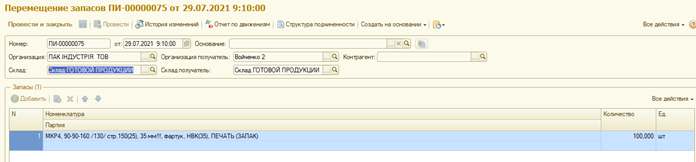 Перемещение запасов ПИ-00000075 от 29.07.2021 9:10:00
Провести и закрыть Провести История изменений Отчет по движениям Структура подчиненности Создать на основании Все действия
Номер: ПИ-00000075 от: 29.07.2021 9:10:00 Основание:
Организация: ПАК ІНДУСТРІЯ ТОВ Организация получатель: Войченко 2 Контрагент:
Склад: Склад ГОТОВОЙ ПРОДУКЦИИ Склад получатель: Склад ГОТОВОЙ ПРОДУКЦИИ
Запасы (1)
Добавить Все действия
N Номенклатура Количество Ед.
Партия
1 МКР4, 90-90-160 /130/ стр.150(25), 35 мм!!!, фартук, НВК(35), ПЕЧАТЬ (ЗАПАК) 100,000 шт